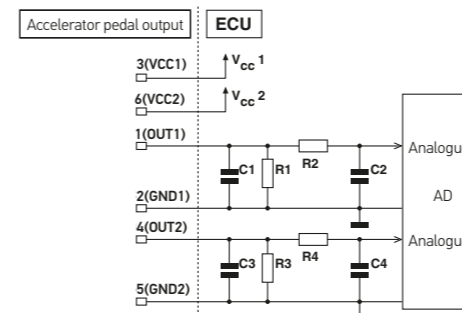 Accelerator pedal output
ECU
3(VCC1)
Vcc 1
6(VCC2)
Vcc 2
1(OUT1)
C1
R1
R2
C2
Analogu
2(GND1)
AD
4(OUT2)
C3
R3
R4
C4
Analogu
5(GND2)